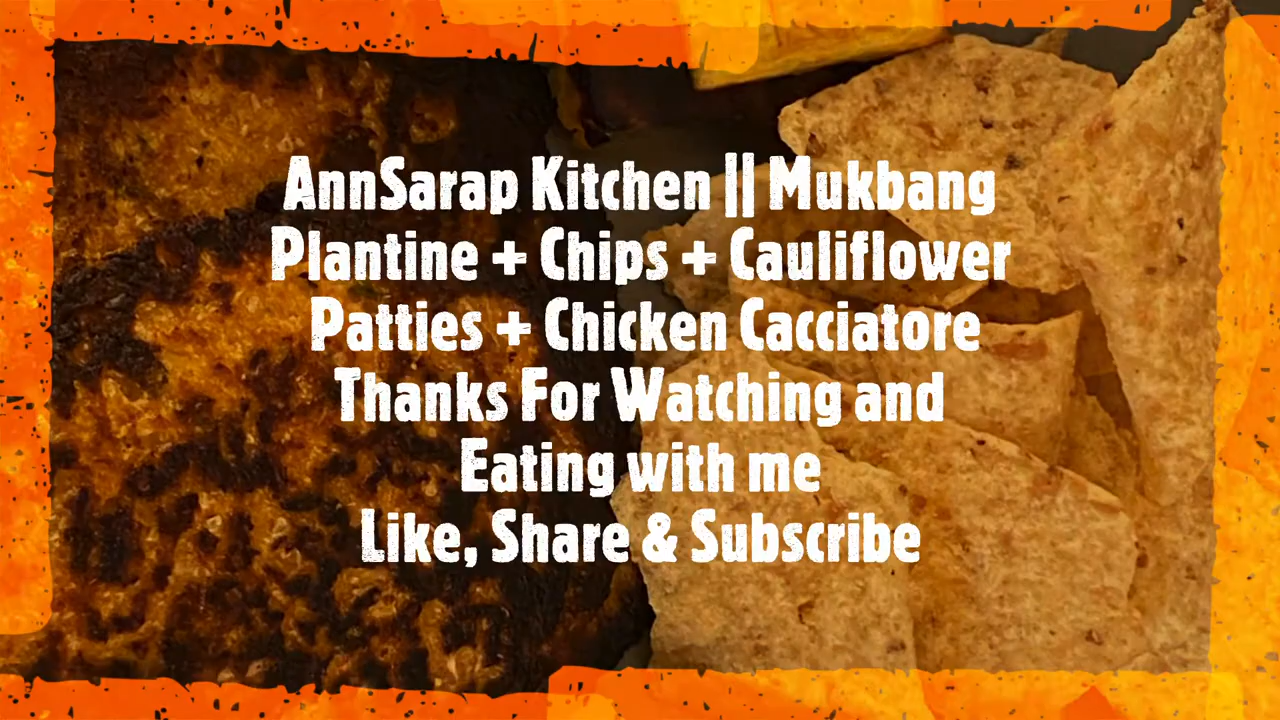 AnnSarap Kitchen || Mukbang
Plantine + Chips + Cauliflower
Patties + Chicken Cacciatore
Thanks For Watching and
Eating with me
Like, Share & Subscribe